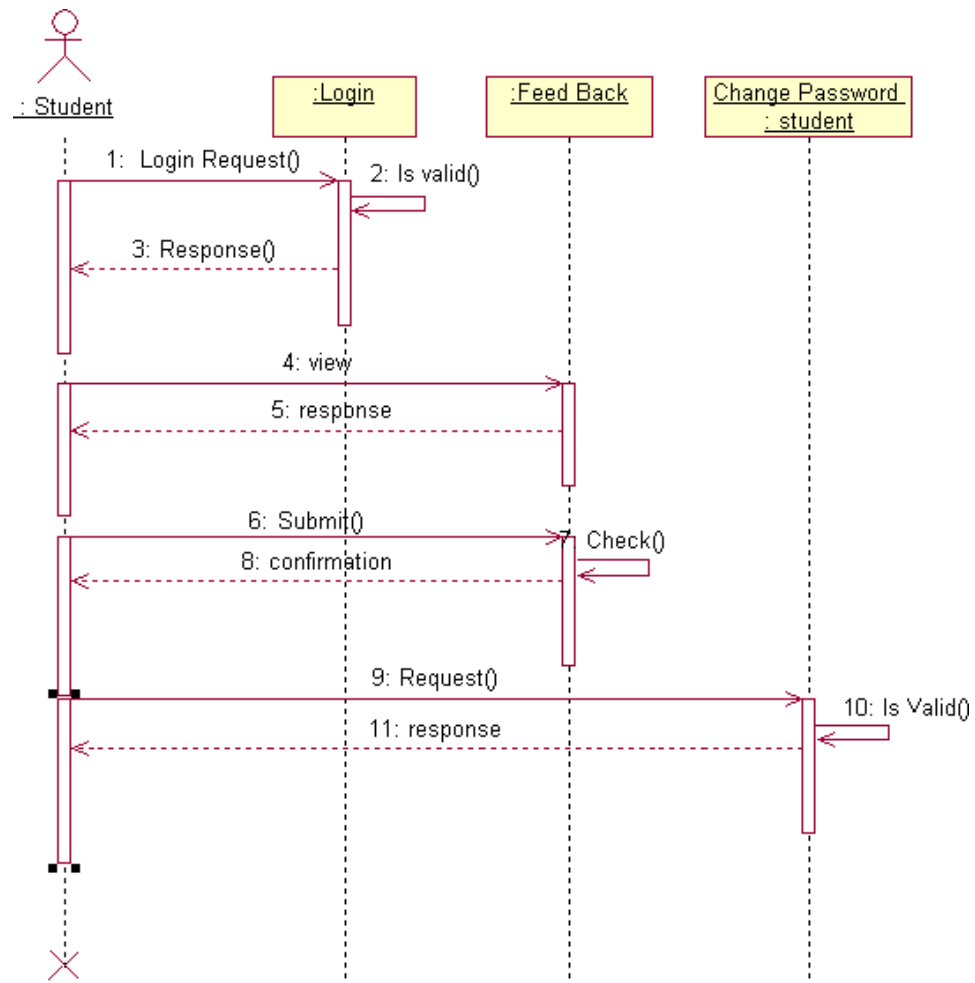 : Student
:Login
:Feed Back
Change Password
: student
1: Login Request()
2: Is valid()
3: Response()
4: view
5: response
6: Submit()
7 Check()
8: confirmation
9: Request()
10: Is Valid()
11: response